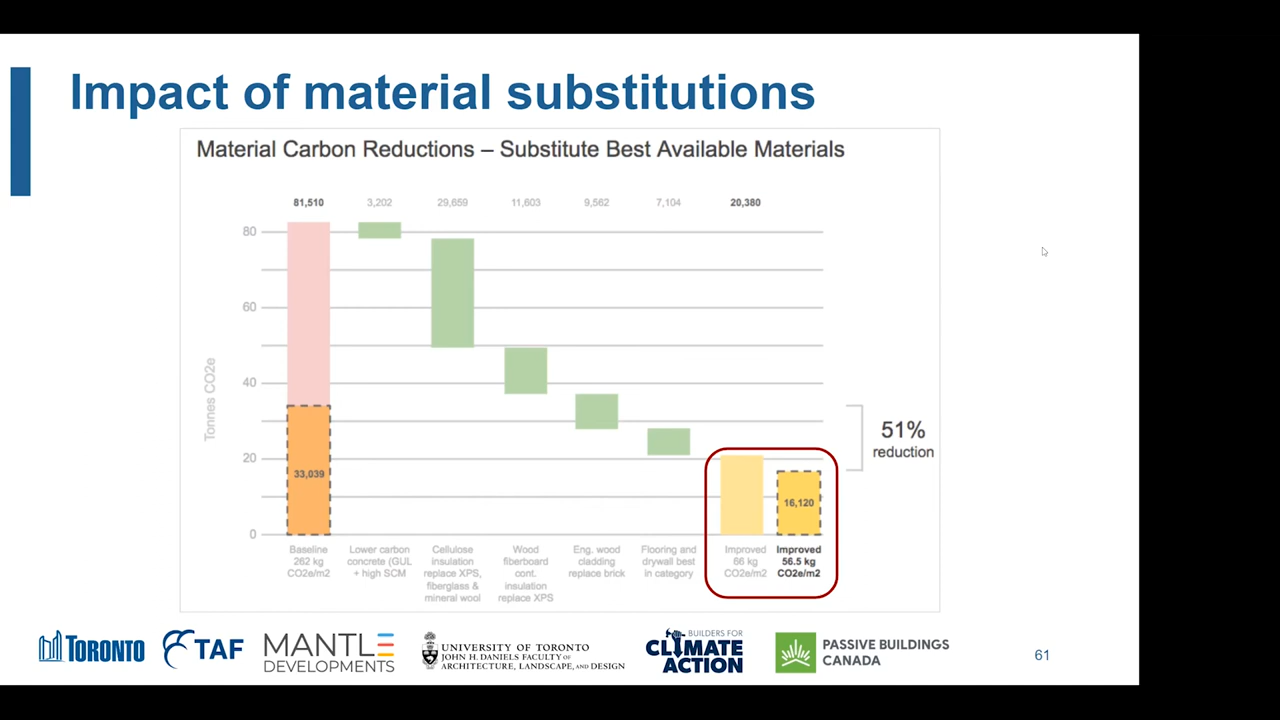 Impact of material substitutions
Material Carbon Reductions – Substitute Best Available Materials
81,510
3,202
29,659
11,603
9,562
7,104
20,380
80
60
40
20
0
Tonnes CO2e
33,039
16,120
51%
reduction
Baseline
262 kg
CO2e/m2
Lower carbon
concrete (GUL
+ high SCM
Cellulose
insulation
replace XPS,
fiberglass &
mineral wool
Wood
fiberboard
cont.
insulation
replace XPS
Eng. wood
cladding
replace brick
Flooring and
drywall best
in category
Improved
66 kg
CO2e/m2
Improved
56.5 kg
CO2e/m2
TORONTO
TAF
MANTLE
DEVELOPMENTS
UNIVERSITY OF TORONTO
JOHN H. DANIELS FACULTY OF
ARCHITECTURE, LANDSCAPE, AND DESIGN
BUILDERS FOR
CLIMATE
ACTION
PASSIVE BUILDINGS
CANADA
61